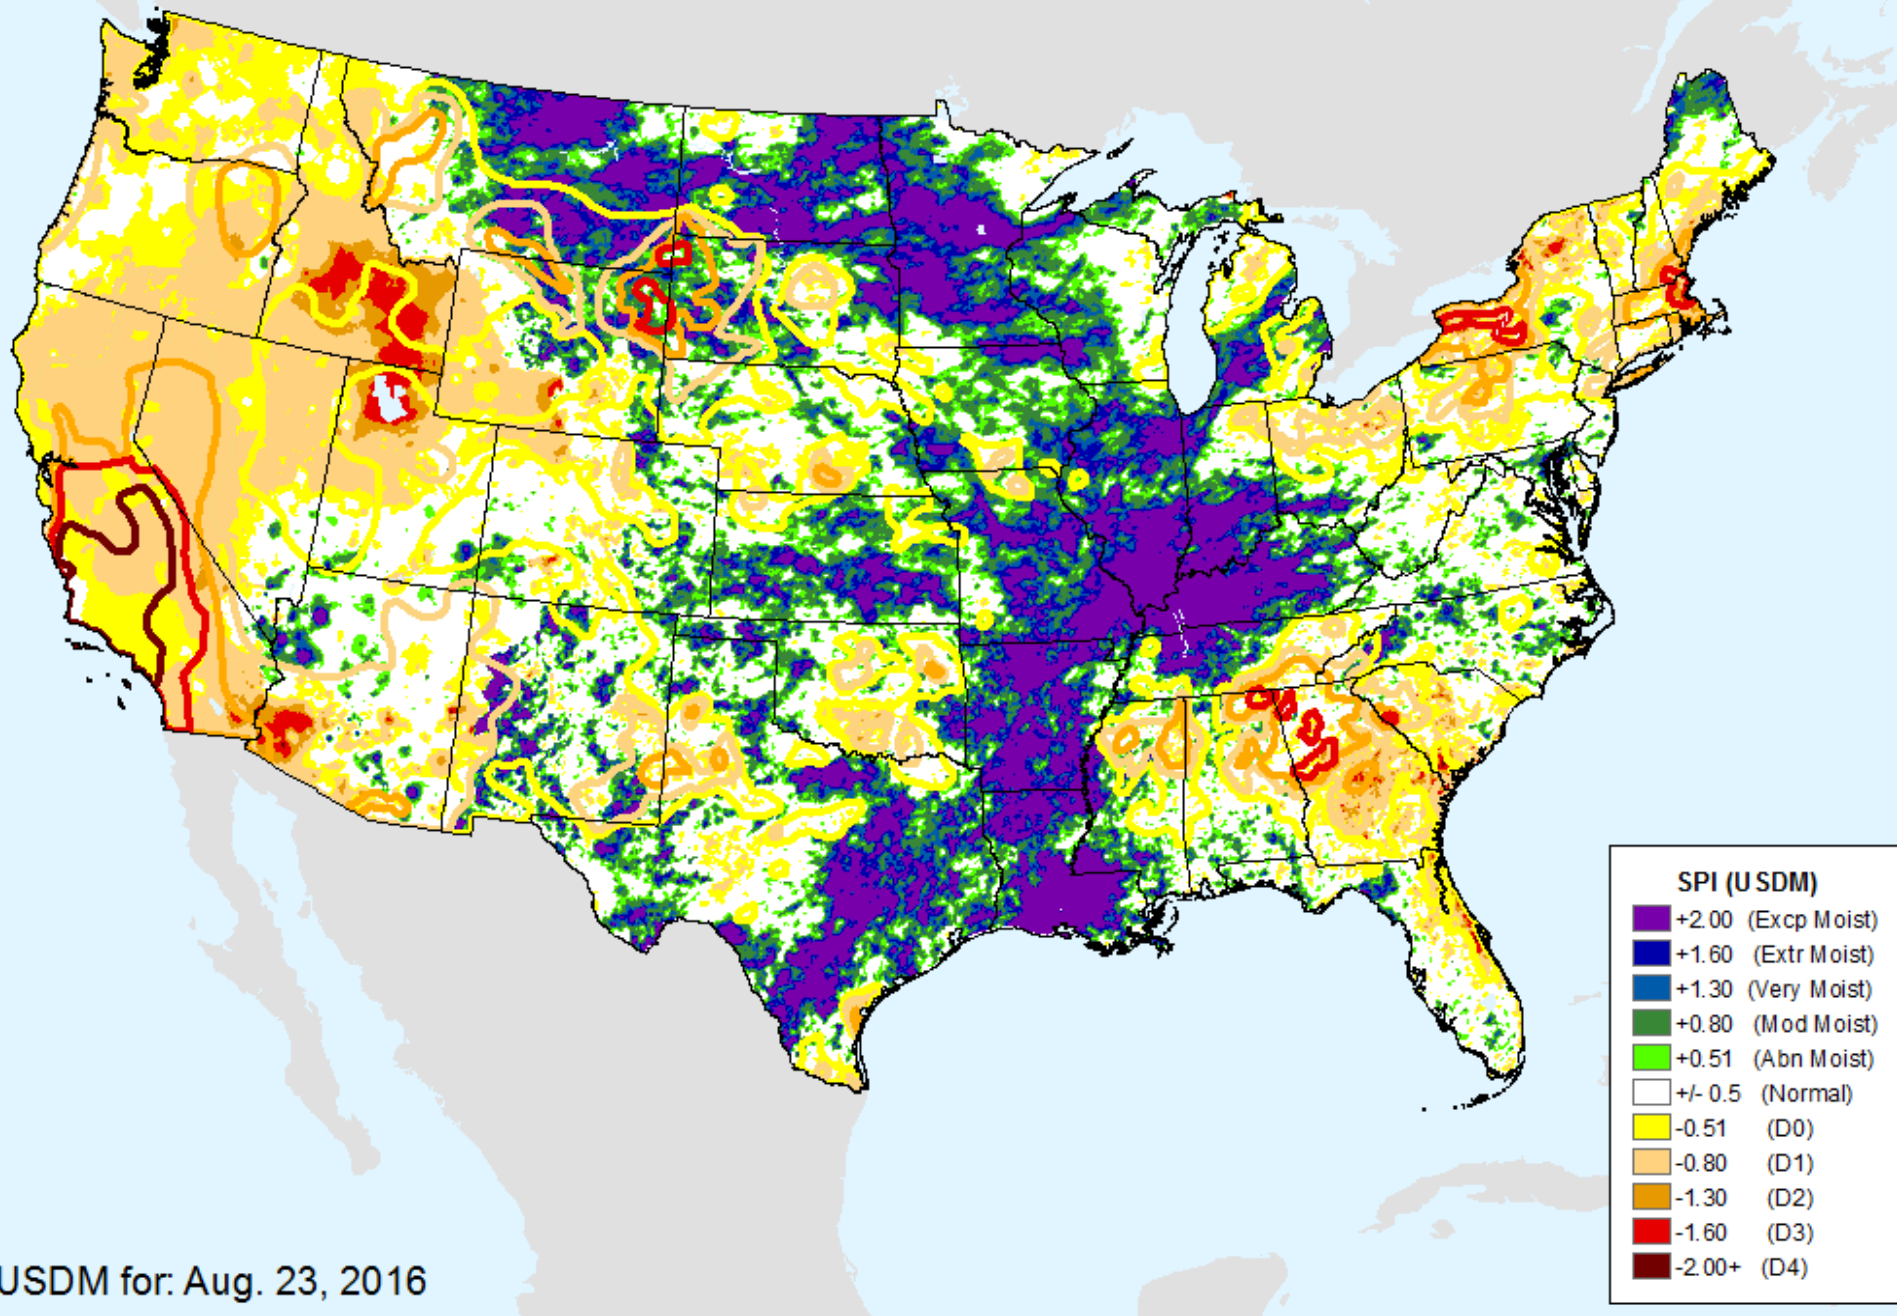 SPI (USDM)
+2.00 (Excp Moist)
+1.60 (Extr Moist)
+1.30 (Very Moist)
+0.80 (Mod Moist)
+0.51 (Abn Moist)
+/- 0.5 (Normal)
-0.51 (D0)
-0.80 (D1)
-1.30 (D2)
-1.60 (D3)
-2.00+ (D4)
USDM for: Aug. 23, 2016